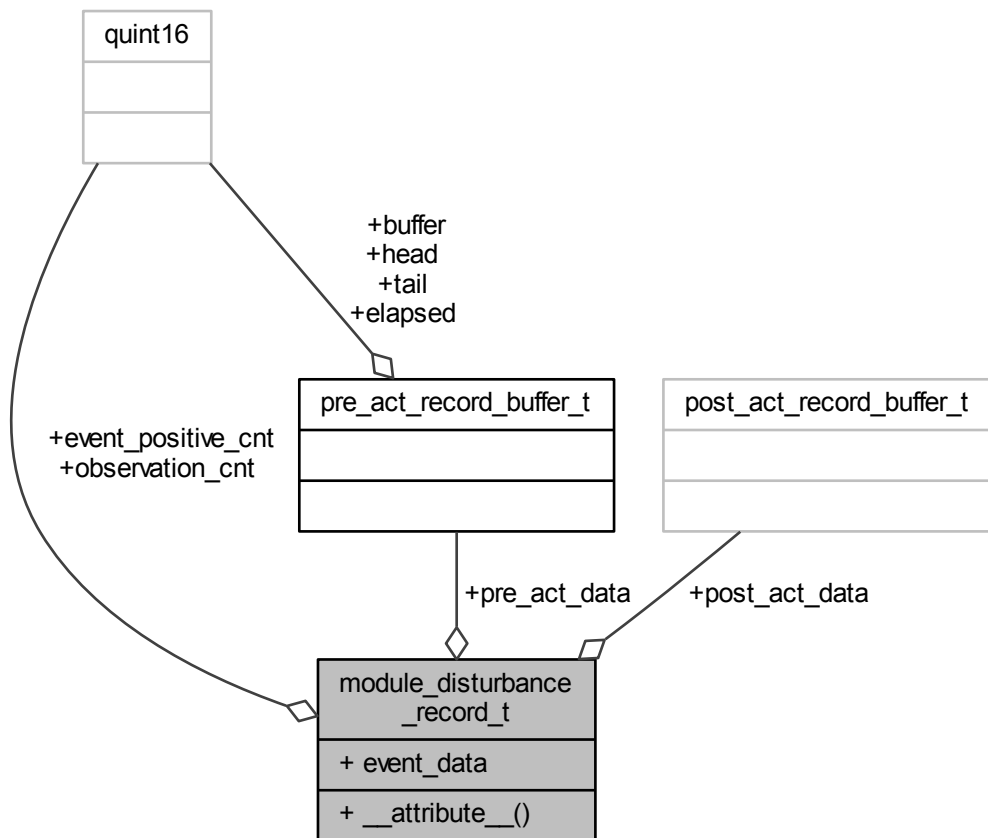 quint16
+buffer
+head
+tail
+elapsed
pre_act_record_buffer_t
post_act_record_buffer_t
+event_positive_cnt
+observation_cnt
+pre_act_data
+post_act_data
module_disturbance
_record_t
+ event_data
+ __attribute__()